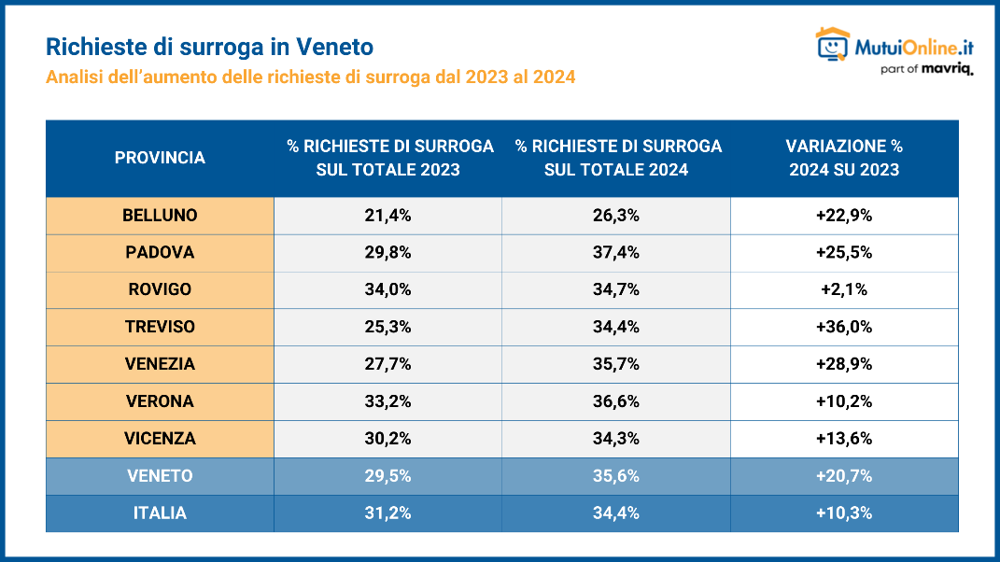 Richieste di surroga in Veneto
Analisi dell'aumento delle richieste di surroga dal 2023 al 2024
MutuiOnline.it
part of mavriq.
PROVINCIA
% RICHIESTE DI SURROGA
SUL TOTALE 2023
% RICHIESTE DI SURROGA
SUL TOTALE 2024
VARIAZIONE %
2024 SU 2023
BELLUNO 21,4% 26,3% +22,9%
PADOVA 29,8% 37,4% +25,5%
ROVIGO 34,0% 34,7% +2,1%
TREVISO 25,3% 34,4% +36,0%
VENEZIA 27,7% 35,7% +28,9%
VERONA 33,2% 36,6% +10,2%
VICENZA 30,2% 34,3% +13,6%
VENETO 29,5% 35,6% +20,7%
ITALIA 31,2% 34,4% +10,3%